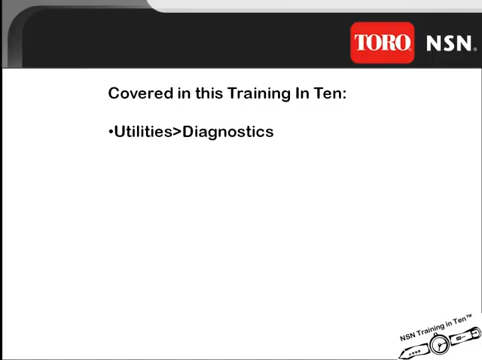 TORO NSN.
Covered in this Training In Ten:
•Utilities>Diagnostics
NSN Training in Ten™